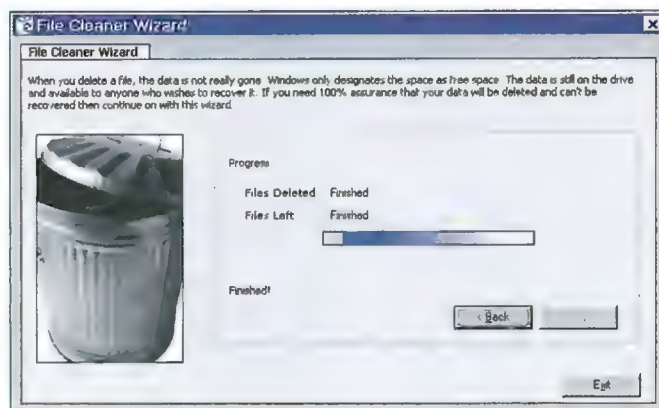 File Cleaner Wizard
File Cleaner Wizard
When you delete a file, the data is not really gone. Windows only designates the space as free space. The data is still on the drive
and available to anyone who wishes to recover it. If you need 100% assurance that your data will be deleted and can't be
recovered then continue on with this wizard.
Progress
Files Deleted Finished
Files Left Finished
Finished!
< Back
Exit